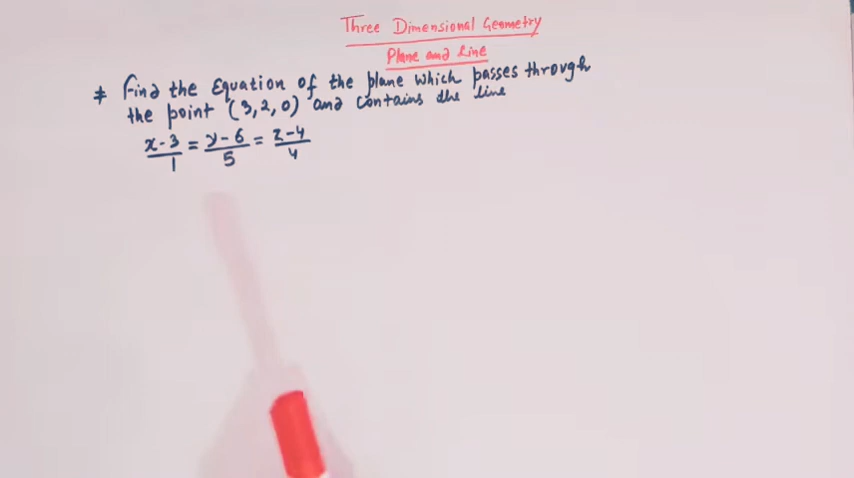 Three Dimensional Geometry
Plane and Line
* Find the Equation of the plane which passes through
the point (3,2,0) and contains the line
x-3/1 = y-6/5 = z-4/4